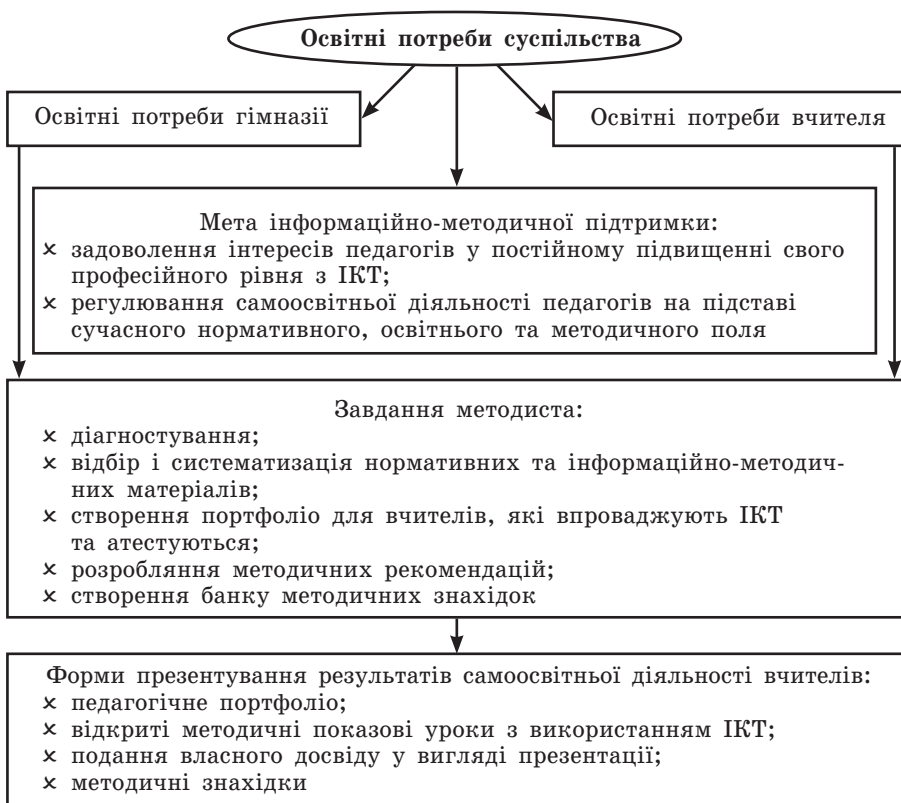 Освітні потреби суспільства
Освітні потреби гімназії
Освітні потреби вчителя
Мета інформаційно-методичної підтримки:
× задоволення інтересів педагогів у постійному підвищенні свого
професійного рівня з ІКТ;
× регулювання самоосвітньої діяльності педагогів на підставі
сучасного нормативного, освітнього та методичного поля
Завдання методиста:
× діагностування;
× відбір і систематизація нормативних та інформаційно-методич-
них матеріалів;
× створення портфоліо для вчителів, які впроваджують ІКТ
та атестуються;
× розробляння методичних рекомендацій;
× створення банку методичних знахідок
Форми презентування результатів самоосвітньої діяльності вчителів:
× педагогічне портфоліо;
× відкриті методичні показові уроки з використанням ІКТ;
× подання власного досвіду у вигляді презентації;
× методичні знахідки